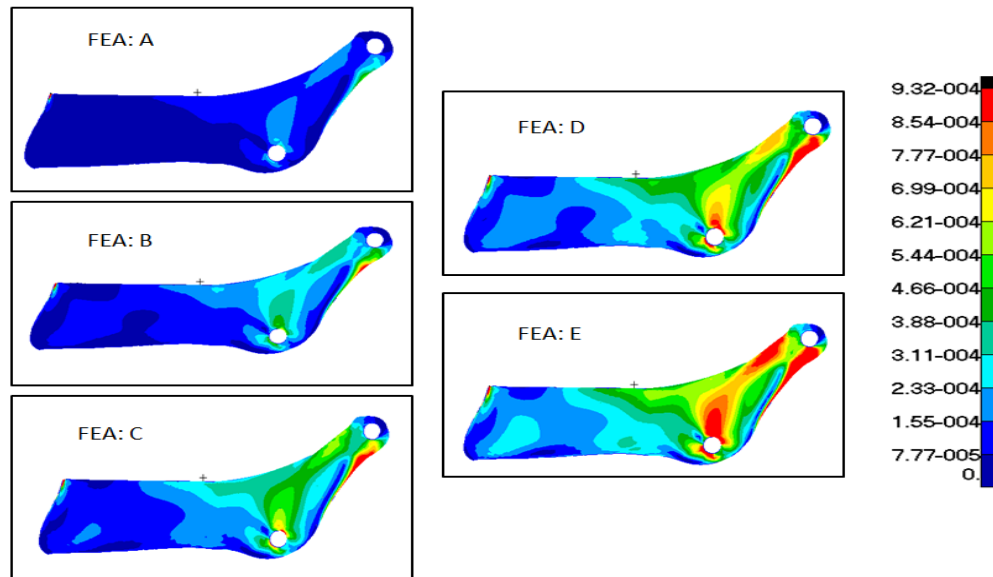 FEA: A
FEA: B
FEA: C
FEA: D
FEA: E
9.32-004
8.54-004
7.77-004
6.99-004
6.21-004
5.44-004
4.66-004
3.88-004
3.11-004
2.33-004
1.55-004
7.77-005
0.